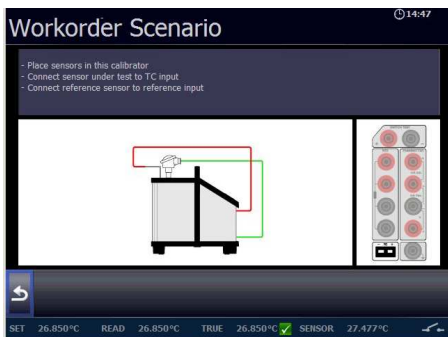 14:47
Workorder Scenario
- Place sensors in this calibrator
- Connect sensor under test to TC input
- Connect reference sensor to reference input
SET 26.850°C READ 26.850°C TRUE 26.850°C SENSOR 27.477°C